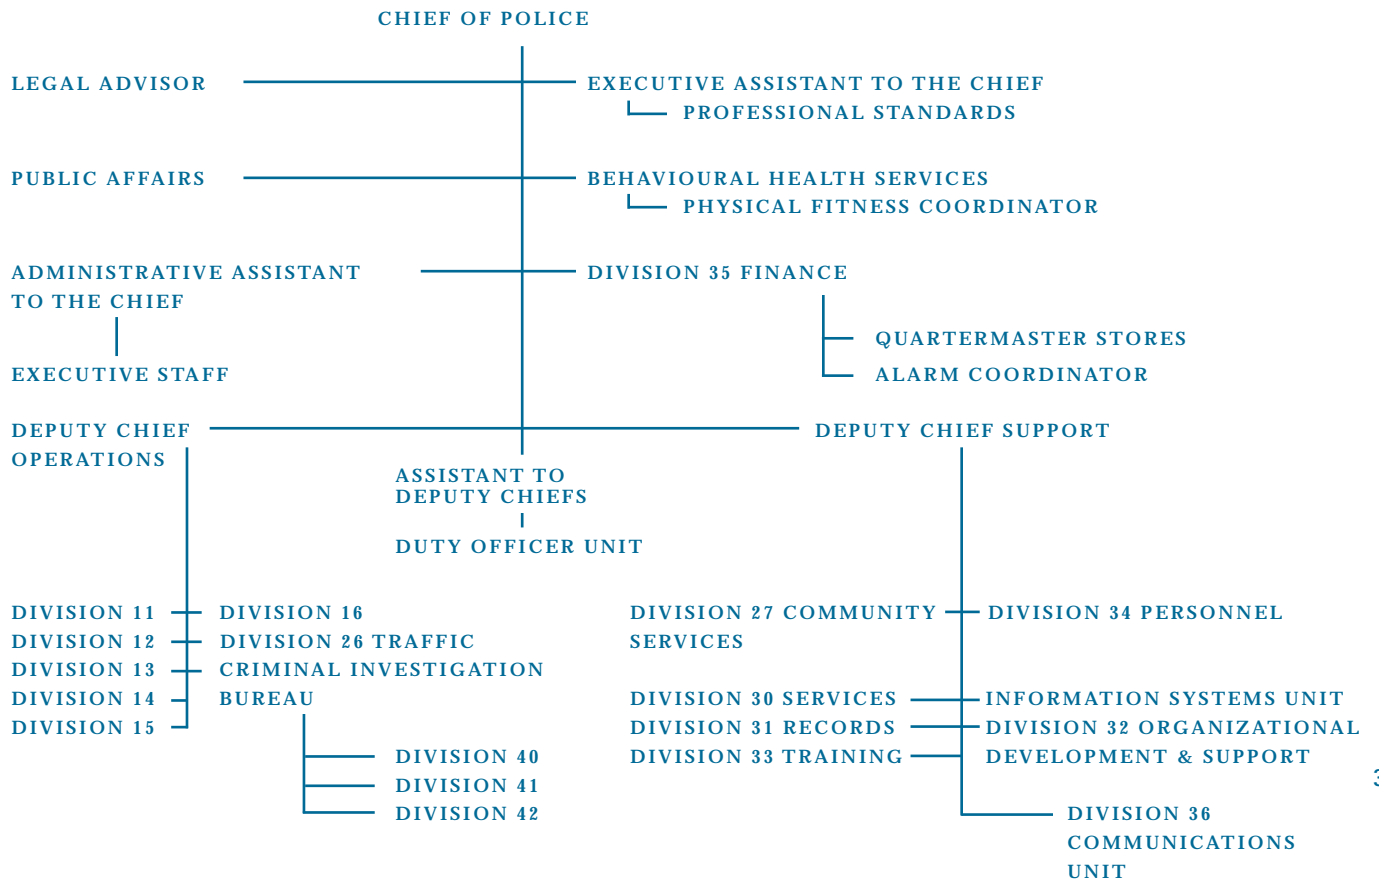 CHIEF OF POLICE
LEGAL ADVISOR
EXECUTIVE ASSISTANT TO THE CHIEF
PROFESSIONAL STANDARDS
PUBLIC AFFAIRS
BEHAVIOURAL HEALTH SERVICES
PHYSICAL FITNESS COORDINATOR
ADMINISTRATIVE ASSISTANT
TO THE CHIEF
DIVISION 35 FINANCE
QUARTERMASTER STORES
EXECUTIVE STAFF
ALARM COORDINATOR
DEPUTY CHIEF
OPERATIONS
DEPUTY CHIEF SUPPORT
ASSISTANT TO
DEPUTY CHIEFS
DUTY OFFICER UNIT
DIVISION 11
DIVISION 12
DIVISION 13
DIVISION 14
DIVISION 15
DIVISION 16
DIVISION 26 TRAFFIC
CRIMINAL INVESTIGATION
BUREAU
DIVISION 40
DIVISION 41
DIVISION 42
DIVISION 27 COMMUNITY
SERVICES
DIVISION 30 SERVICES
DIVISION 31 RECORDS
DIVISION 33 TRAINING
DIVISION 34 PERSONNEL
INFORMATION SYSTEMS UNIT
DIVISION 32 ORGANIZATIONAL
DEVELOPMENT & SUPPORT
DIVISION 36
COMMUNICATIONS
UNIT